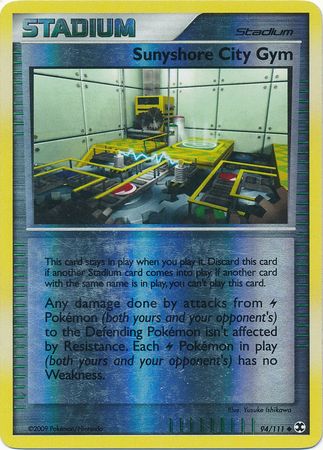 STADIUM
Stadium
Sunyshore City Gym
This card stays in play when you play it. Discard this card
if another Stadium card comes into play. If another card
with the same name is in play, you can't play this card.
Any damage done by attacks from
Pokémon (both yours and your opponent's)
to the Defending Pokémon isn't affected
by Resistance. Each Pokémon in play
(both yours and your opponent's) has no
Weakness.
Illus. Yusuke Ishikawa
©2009 Pokémon/Nintendo
94/111